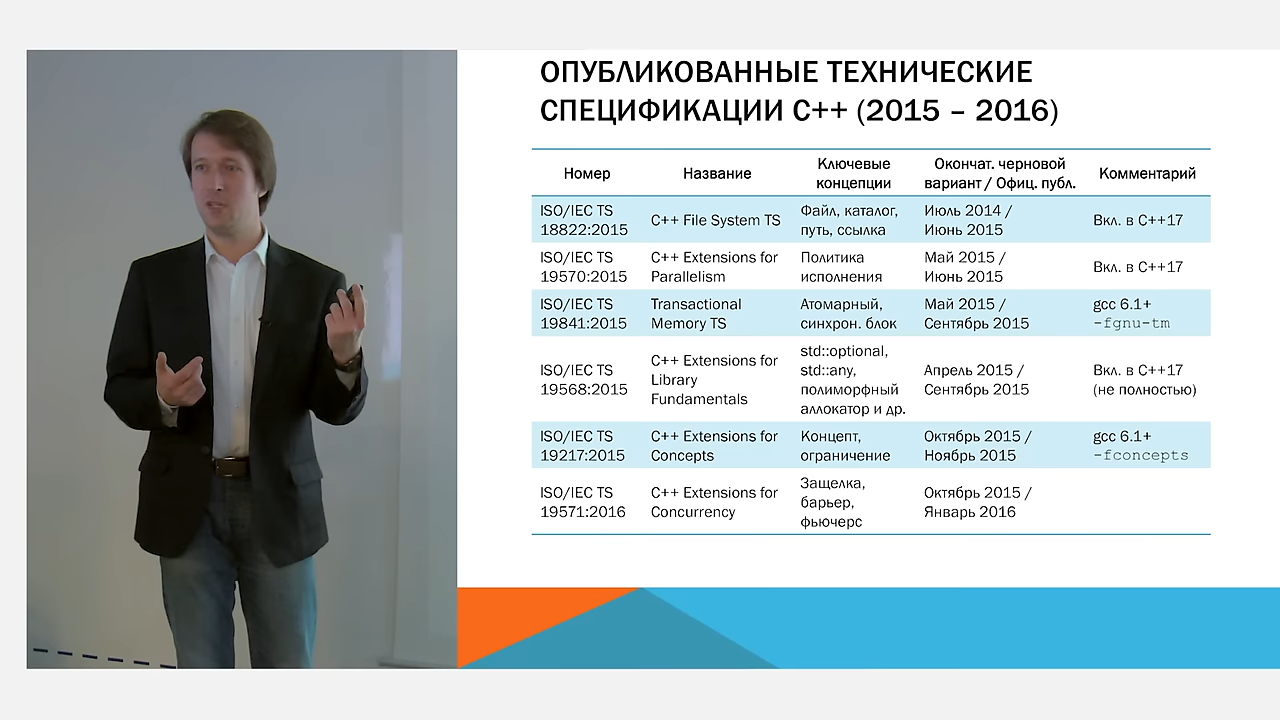 ОПУБЛИКОВАННЫЕ ТЕХНИЧЕСКИЕ
СПЕЦИФИКАЦИИ C++ (2015 – 2016)
Номер
Название
Ключевые
концепции
Окончат. черновой
вариант / Офиц. публ.
Комментарий
ISO/IEC TS
18822:2015
C++ File System TS
Файл, каталог,
путь, ссылка
Июль 2014 /
Июнь 2015
Вкл. в C++17
ISO/IEC TS
19570:2015
C++ Extensions for
Parallelism
Политика
исполнения
Май 2015 /
Июнь 2015
Вкл. в C++17
ISO/IEC TS
19841:2015
Transactional
Memory TS
Атомарный,
синхрон. блок
Май 2015 /
Сентябрь 2015
gcc 6.1+
-fgnu-tm
ISO/IEC TS
19568:2015
C++ Extensions for
Library
Fundamentals
std::optional,
std::any,
полиморфный
аллокатор и др.
Апрель 2015 /
Сентябрь 2015
Вкл. в C++17
(не полностью)
ISO/IEC TS
19217:2015
C++ Extensions for
Concepts
Концепт,
ограничение
Октябрь 2015 /
Ноябрь 2015
gcc 6.1+
-fconcepts
ISO/IEC TS
19571:2016
C++ Extensions for
Concurrency
Защелка,
барьер,
фьючерс
Октябрь 2015 /
Январь 2016